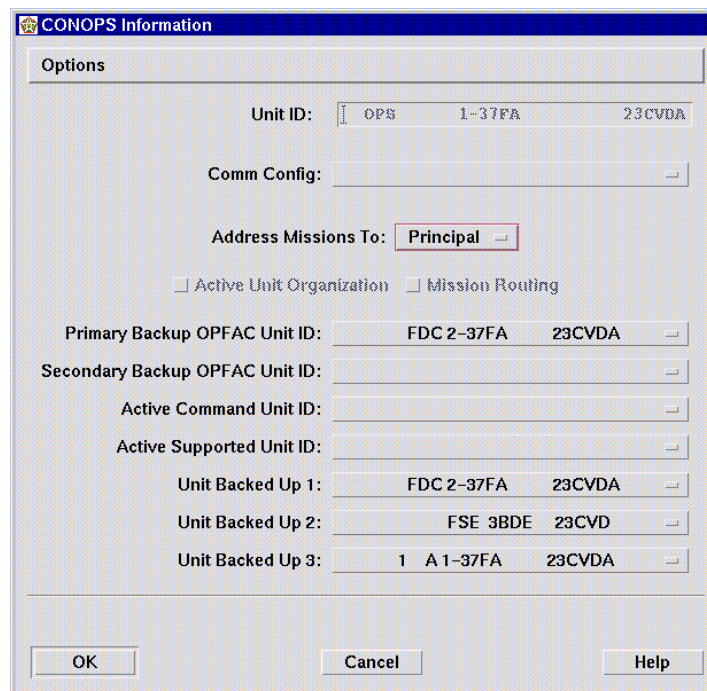 CONOPS Information
Options
Unit ID: OPS 1-37FA 23CVDA
Comm Config:
Address Missions To: Principal
Active Unit Organization Mission Routing
Primary Backup OPFAC Unit ID: FDC 2-37FA 23CVDA
Secondary Backup OPFAC Unit ID:
Active Command Unit ID:
Active Supported Unit ID:
Unit Backed Up 1: FDC 2-37FA 23CVDA
Unit Backed Up 2: FSE 3BDE 23CVD
Unit Backed Up 3: 1 A 1-37FA 23CVDA
OK Cancel Help